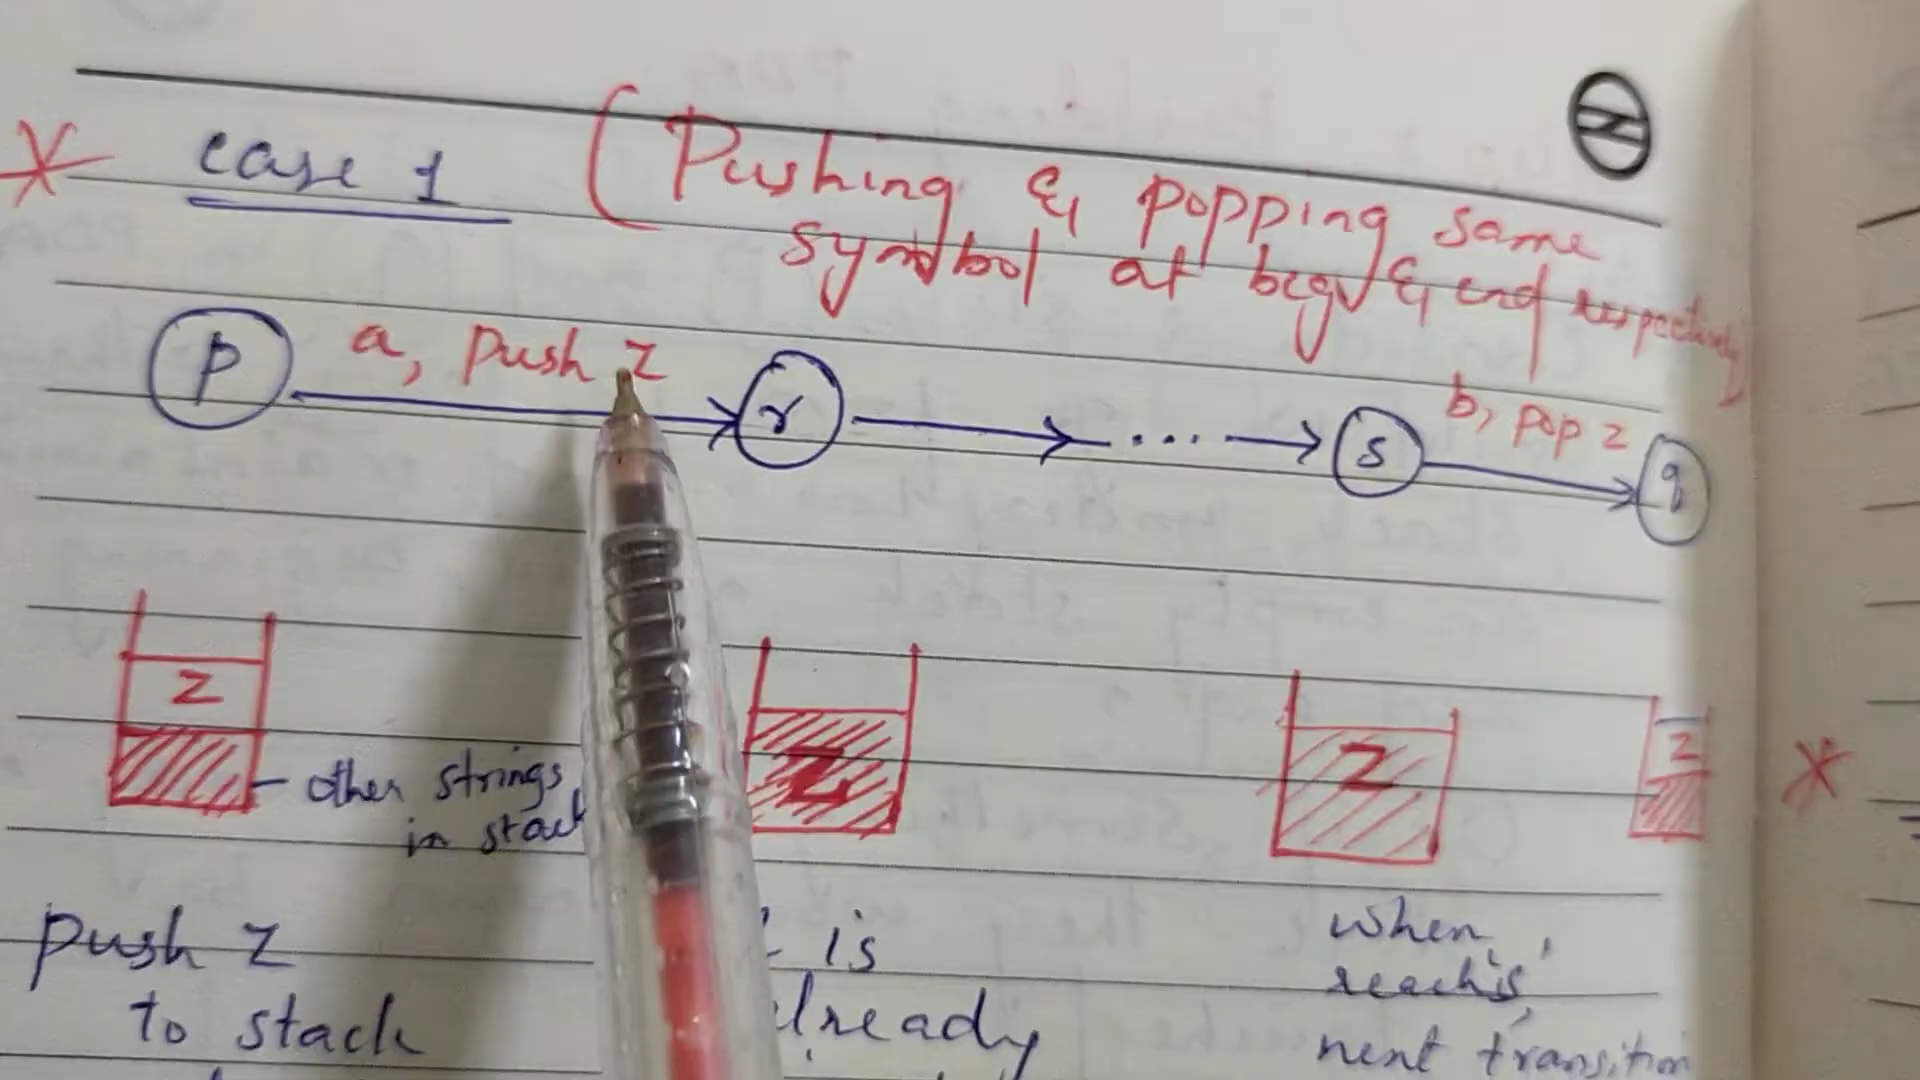 case 1 (Pushing & popping same
symbol at beg & end respectively)
p a, Push z r ... s b, pop z q
z z z z
other strings
in stack
push z
to stack
is
already
when
reach's'
next transition